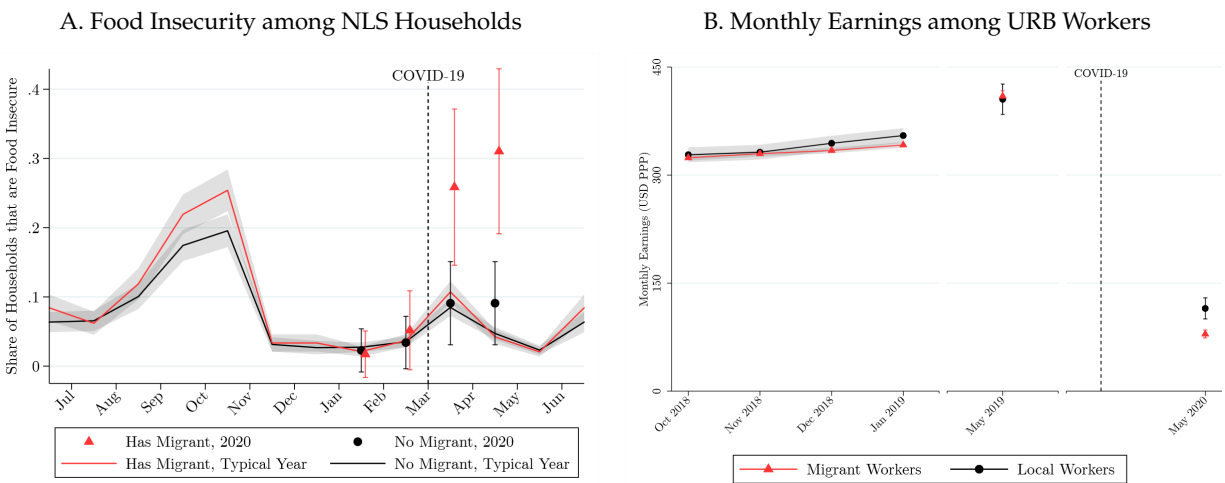 A. Food Insecurity among NLS Households
Share of Households that are Food Insecure
.4
.3
.2
.1
0
COVID-19
Jul Aug Sep Oct Nov Dec Jan Feb Mar Apr May Jun
Has Migrant, 2020 No Migrant, 2020
Has Migrant, Typical Year No Migrant, Typical Year
B. Monthly Earnings among URB Workers
Monthly Earnings (USD PPP)
450
300
150
0
COVID-19
Oct 2018 Nov 2018 Dec 2018 Jan 2019 May 2019 May 2020
Migrant Workers Local Workers